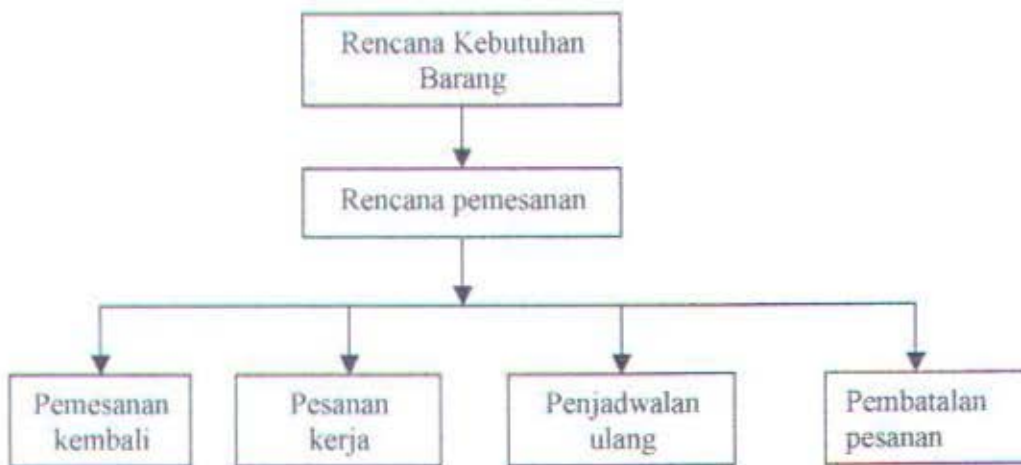 Rencana Kebutuhan
Barang
Rencana pemesanan
Pemesanan
kembali
Pesanan
kerja
Penjadwalan
ulang
Pembatalan
pesanan